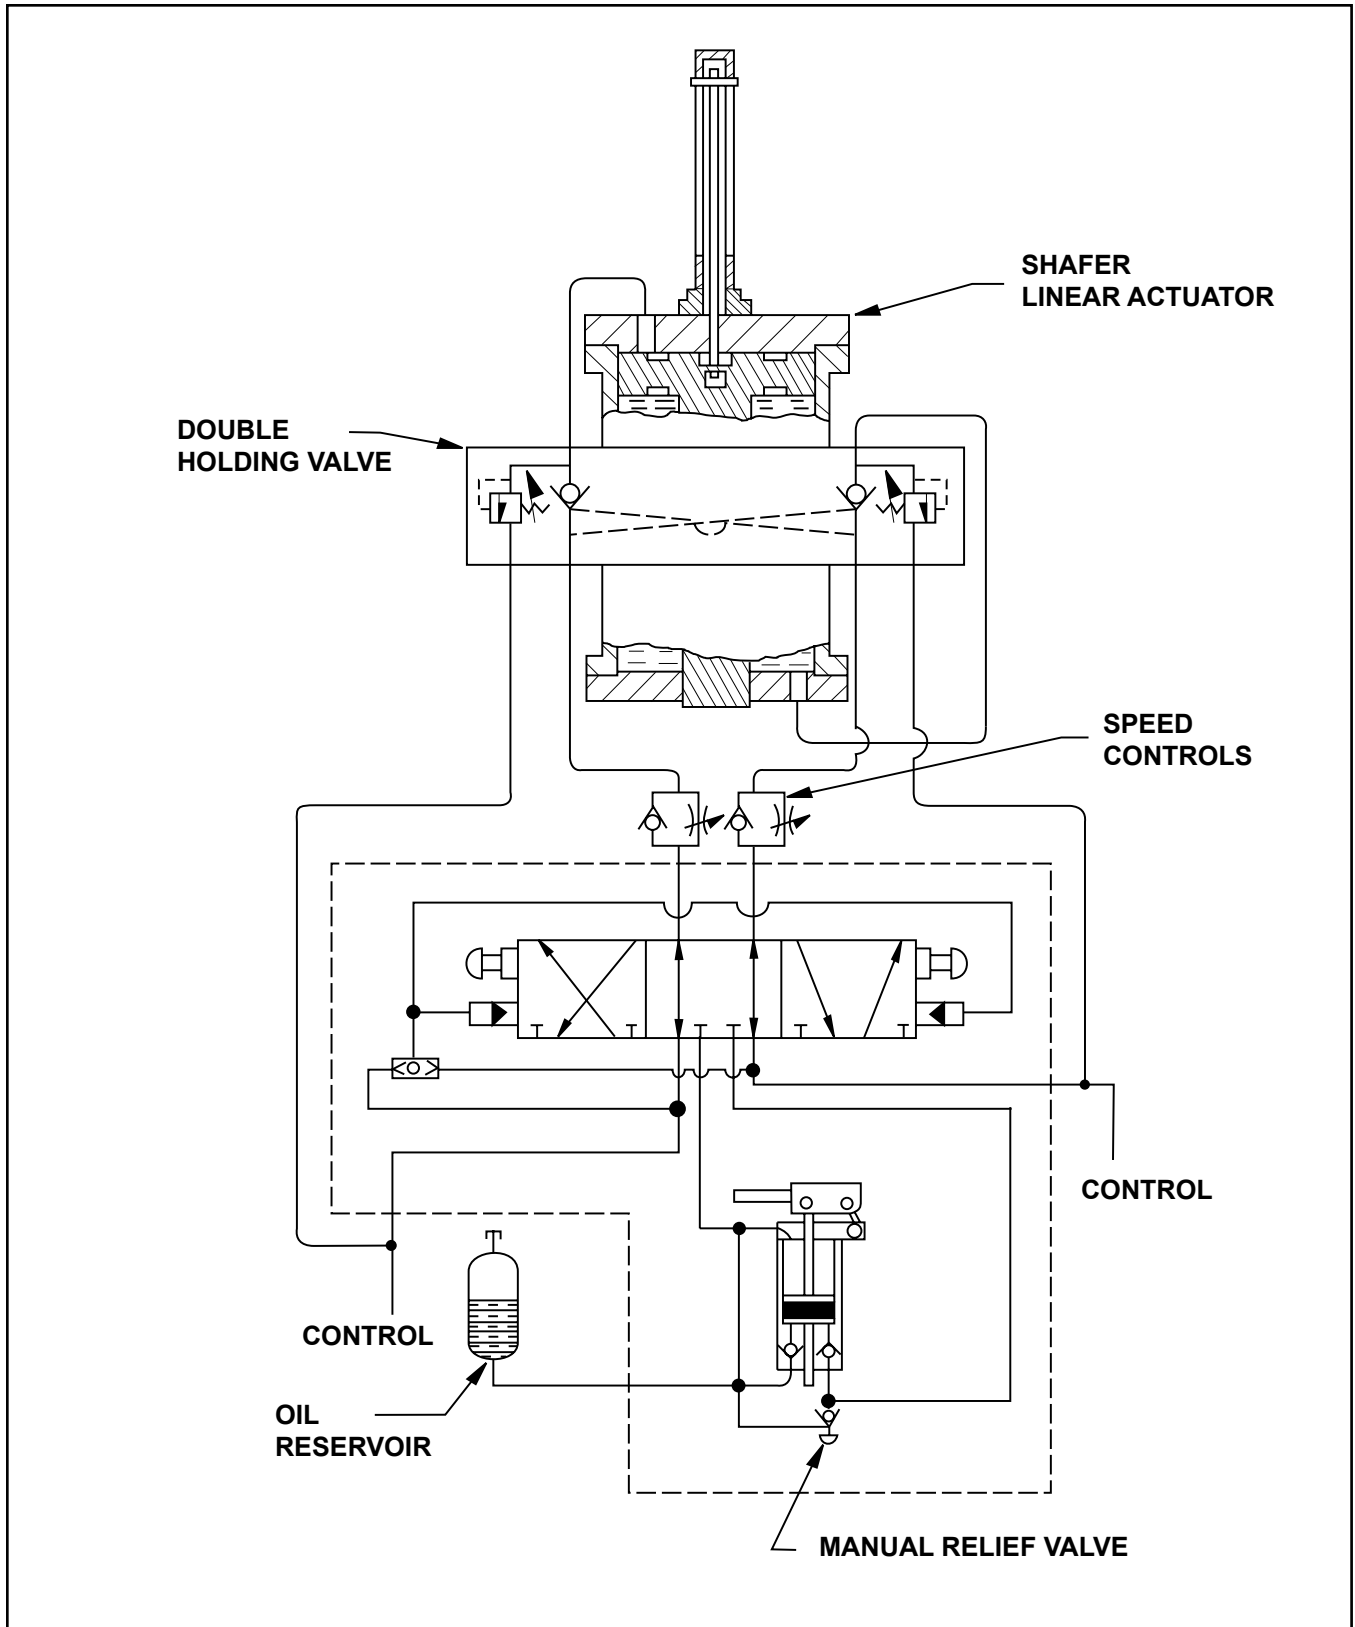 SHAFER
LINEAR ACTUATOR
DOUBLE
HOLDING VALVE
SPEED
CONTROLS
CONTROL
CONTROL
OIL
RESERVOIR
MANUAL RELIEF VALVE